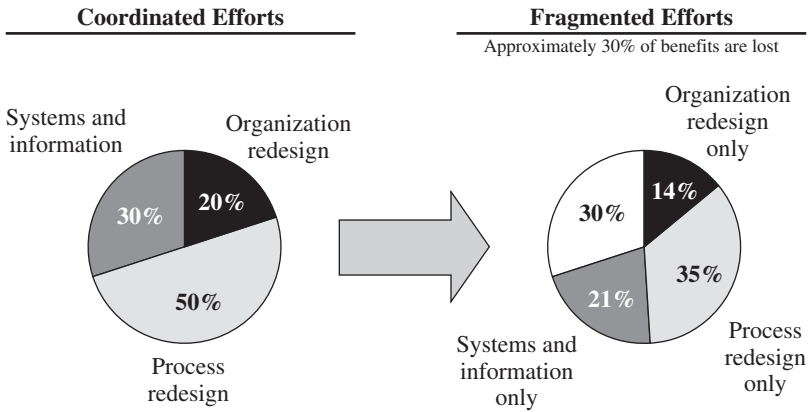 Coordinated Efforts
Systems and
information
Organization
redesign
30%
20%
50%
Process
redesign
Fragmented Efforts
Approximately 30% of benefits are lost
Organization
redesign
only
14%
30%
35%
21%
Systems and
information
only
Process
redesign
only